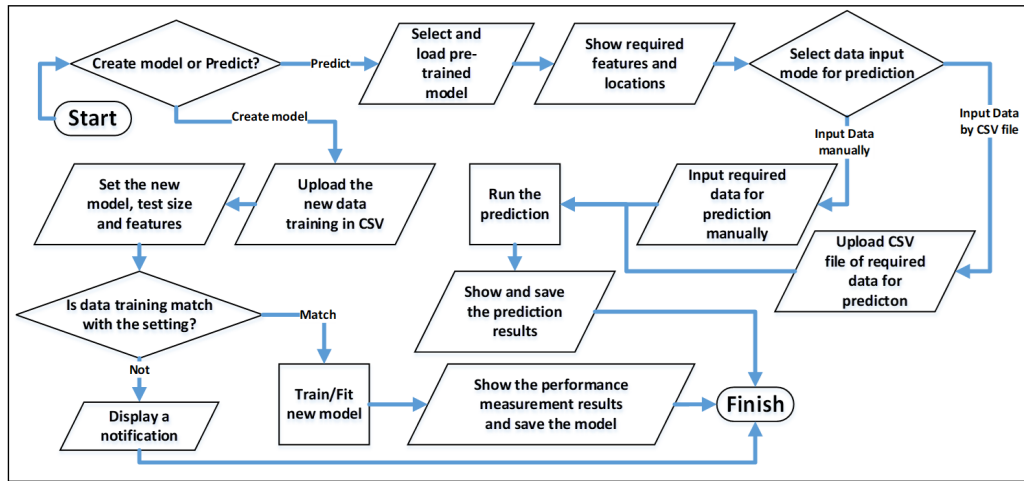 Create model or Predict?
Predict
Select and
load pre-
trained
model
Show required
features and
locations
Select data input
mode for prediction
Start
Create model
Input Data
manually
Input Data
by CSV file
Set the new
model, test size
and features
Upload the
new data
training in CSV
Run the
prediction
Input required
data for
prediction
manually
Upload CSV
file of required
data for
predicton
Is data training match
with the setting?
Match
Show and save
the prediction
results
Not
Train/Fit
new model
Show the performance
measurement results
and save the model
Finish
Display a
notification